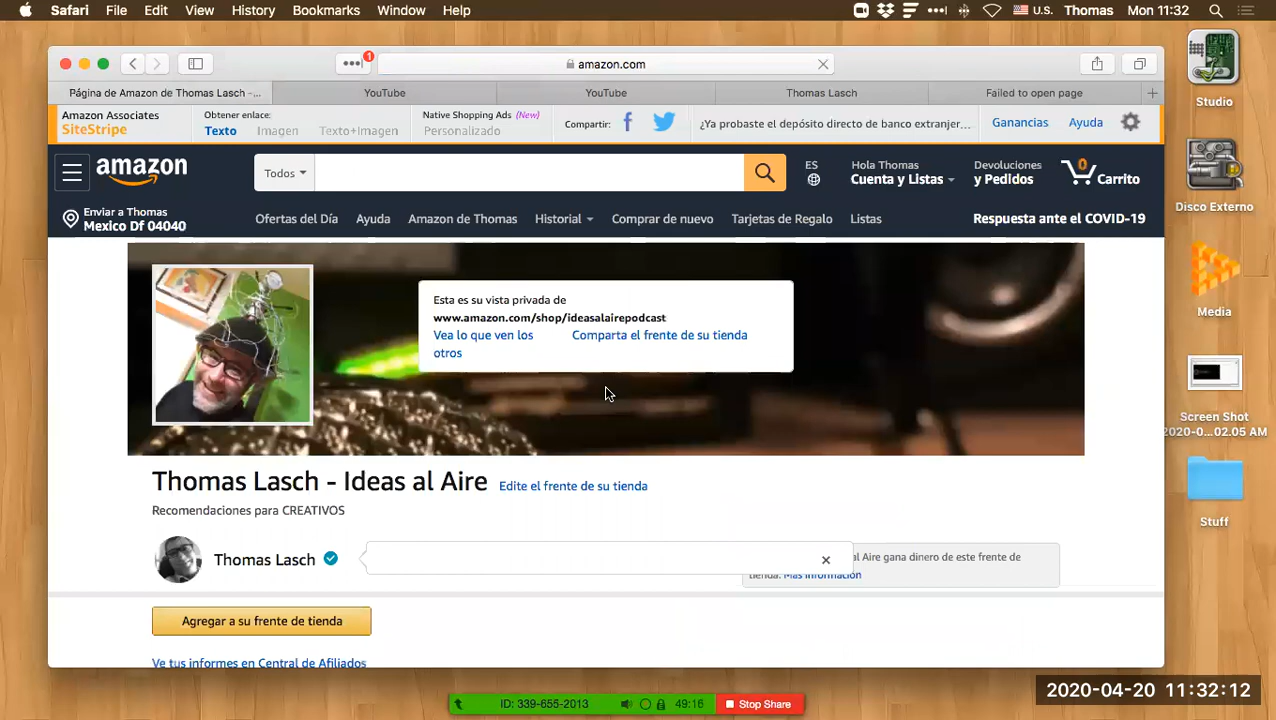 Safari File Edit View History Bookmarks Window Help
U.S. Thomas Mon 11:32
1
amazon.com
Página de Amazon de Thomas Lasch -...
YouTube
YouTube
Thomas Lasch
Failed to open page
Amazon Associates
SiteStripe
Obtener enlace:
Texto Imagen Texto+Imagen
Native Shopping Ads (New)
Personalizado
Compartir:
¿Ya probaste el depósito directo de banco extranjer...
Ganancias Ayuda
amazon
Todos
ES
Hola Thomas
Cuenta y Listas
Devoluciones
y Pedidos
0
Carrito
Enviar a Thomas
Mexico Df 04040
Ofertas del Día Ayuda Amazon de Thomas Historial Comprar de nuevo Tarjetas de Regalo Listas
Respuesta ante el COVID-19
Esta es su vista privada de
www.amazon.com/shop/ideasalairepodcast
Vea lo que ven los
otros
Comparta el frente de su tienda
Thomas Lasch - Ideas al Aire Edite el frente de su tienda
Recomendaciones para CREATIVOS
Thomas Lasch
al Aire gana dinero de este frente de
tienda. Más información
Agregar a su frente de tienda
Ve tus informes en Central de Afiliados
Studio
Disco Externo
Media
Screen Shot
2020-0...02.05 AM
Stuff
ID: 339-655-2013
49:16
Stop Share
2020-04-20 11:32:12